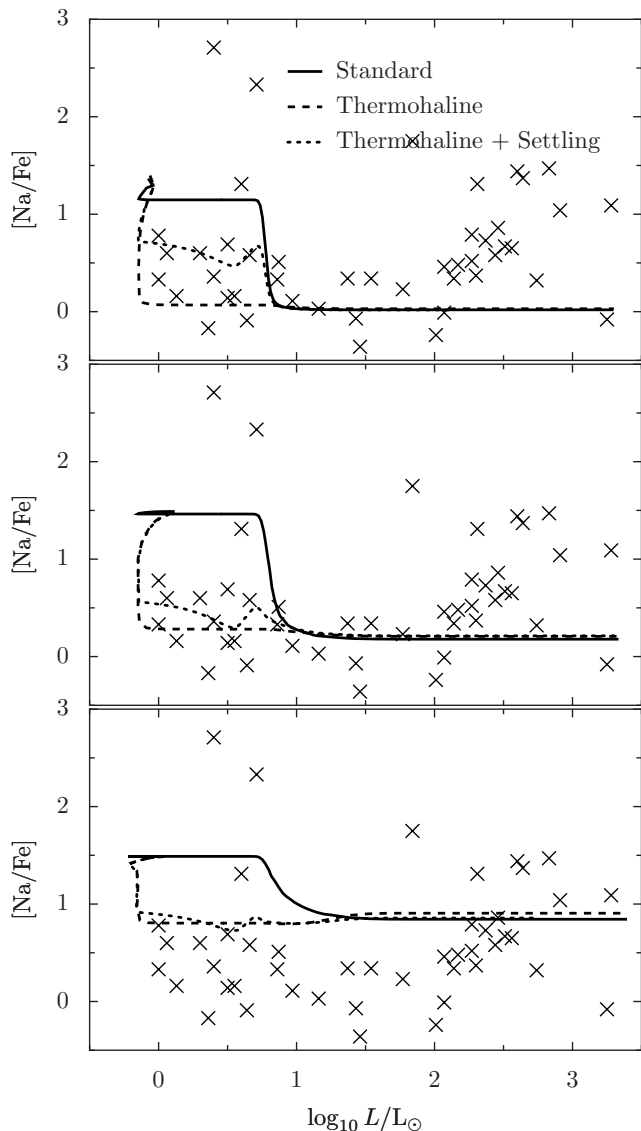 3
2
1
0
3
[Na/Fe]
Standard
Thermohaline
Thermohaline + Settling
2
1
0
3
[Na/Fe]
2
1
0
[Na/Fe]
0
1
2
3
log₁₀ L/L☉